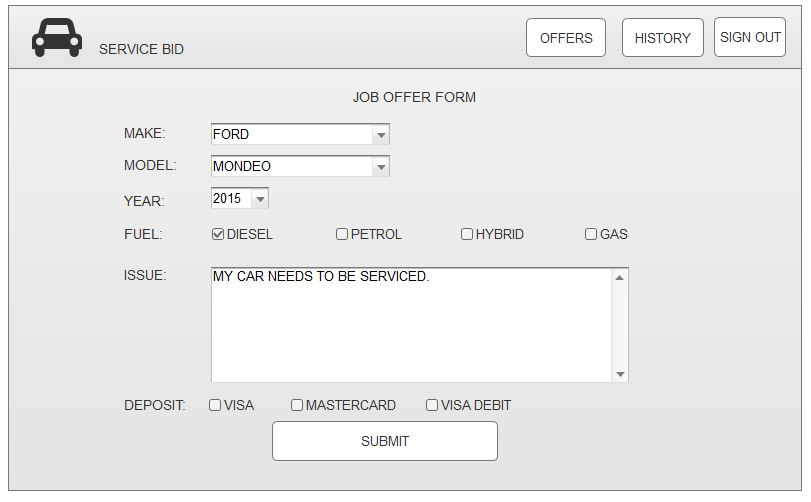 SERVICE BID
OFFERS
HISTORY
SIGN OUT
JOB OFFER FORM
MAKE: FORD
MODEL: MONDEO
YEAR: 2015
FUEL: DIESEL PETROL HYBRID GAS
ISSUE: MY CAR NEEDS TO BE SERVICED.
DEPOSIT: VISA MASTERCARD VISA DEBIT
SUBMIT